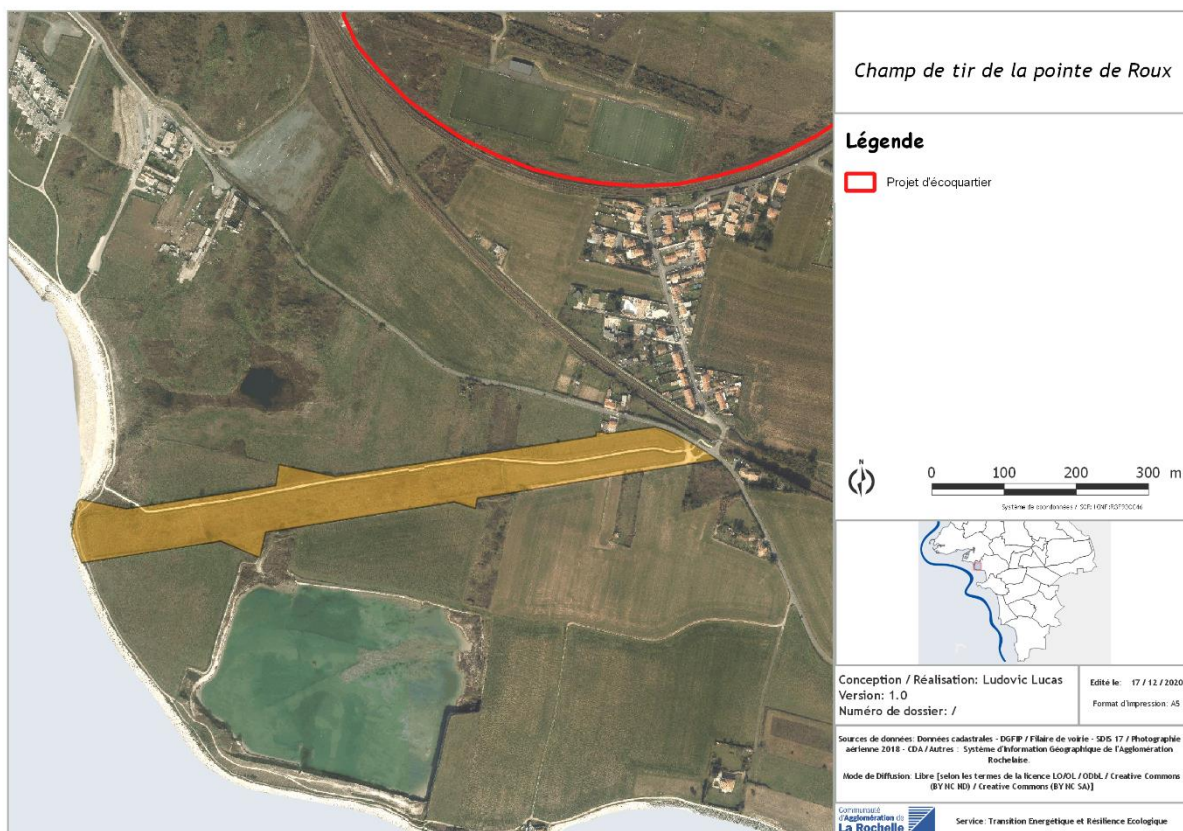 Champ de tir de la pointe de Roux
Légende
Projet d'écoquartier
N
0 100 200 300 m
Conception / Réalisation: Ludovic Lucas
Version: 1.0
Numéro de dossier: /
Edité le: 17 / 12 / 2020
Format d'impression: A5
Sources de données: Données cadastrales - DGFIP / Filaire de voirie - SDIS 17 / Photographie
aérienne 2018 - CDA / Autres : Système d'Information Géographique de l'Agglomération
Rochelaise.
Mode de Diffusion: Libre [selon les termes de la licence LO/OL / ODbL / Creative Commons
(BY NC ND) / Creative Commons (BY NC SA)]
Communauté
d'Agglomération de
La Rochelle
Service: Transition Energétique et Résilience Ecologique